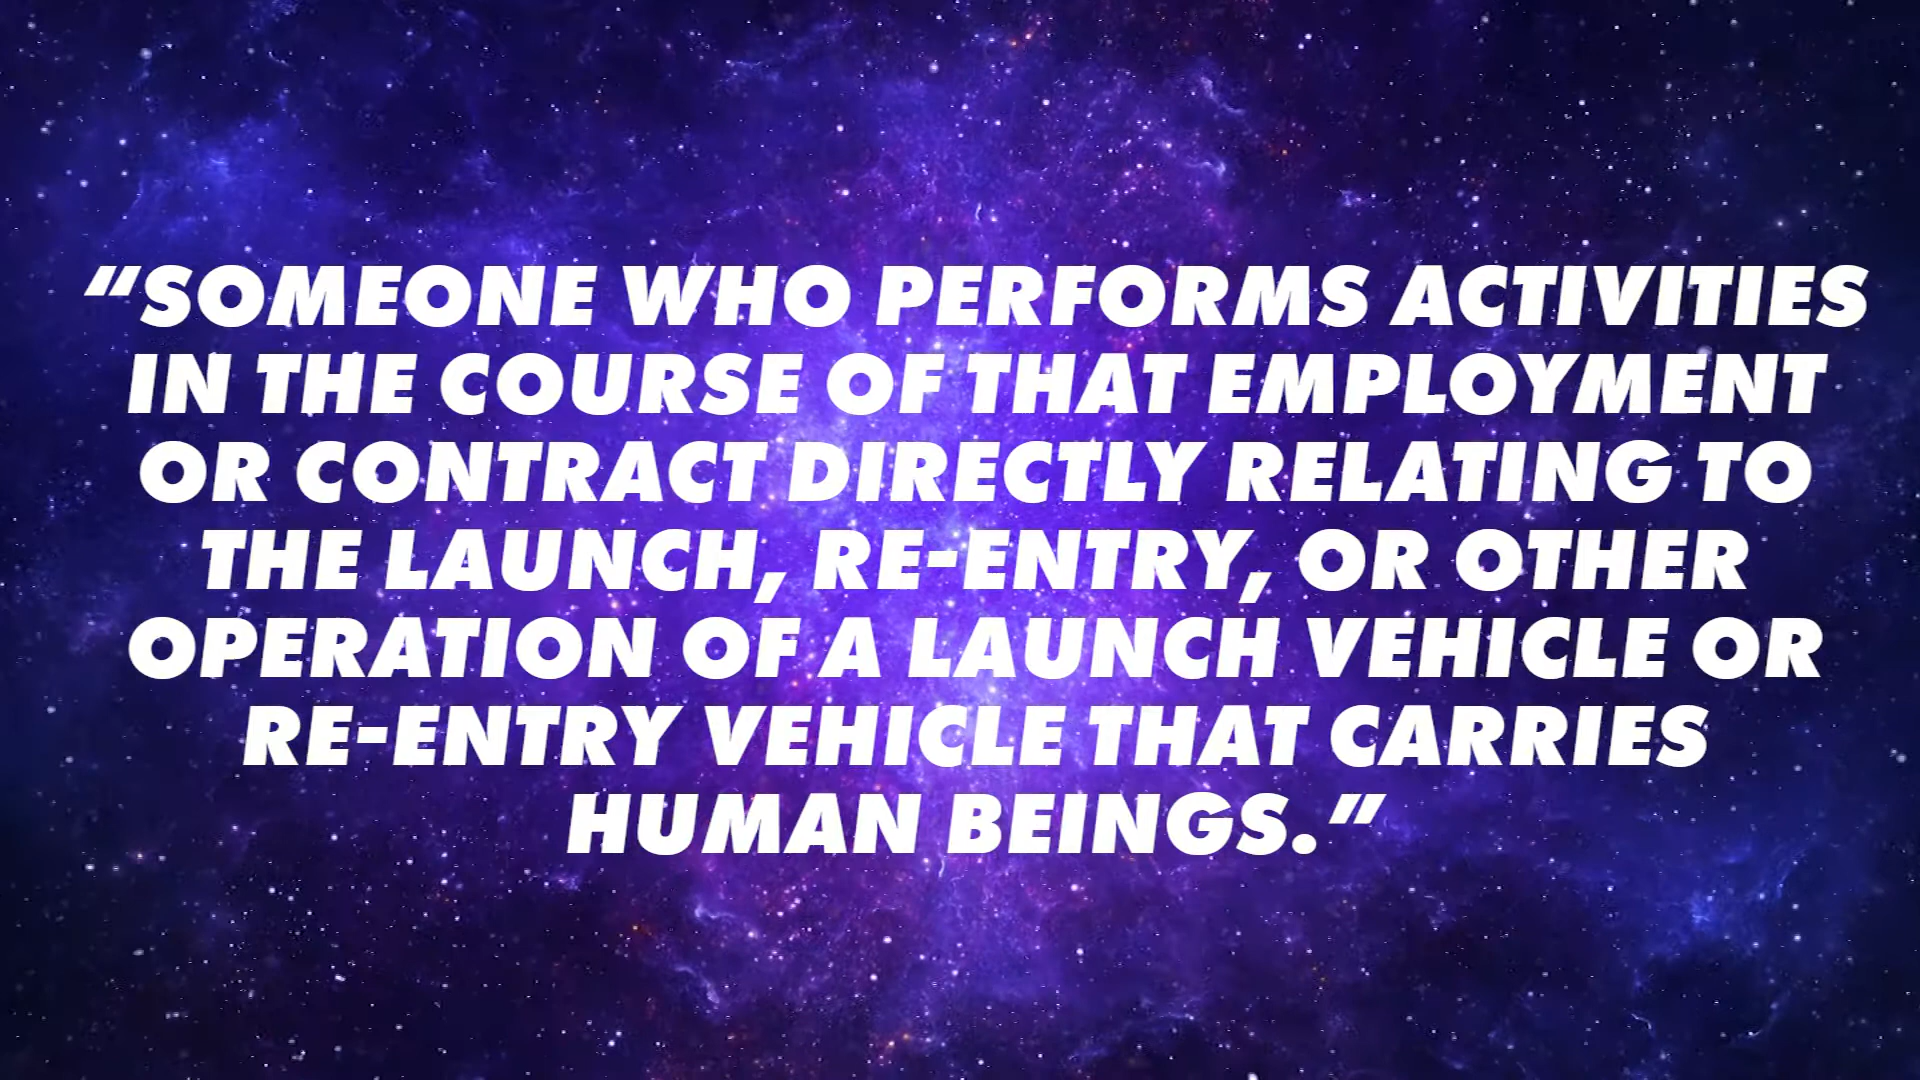 “SOMEONE WHO PERFORMS ACTIVITIES
IN THE COURSE OF THAT EMPLOYMENT
OR CONTRACT DIRECTLY RELATING TO
THE LAUNCH, RE-ENTRY, OR OTHER
OPERATION OF A LAUNCH VEHICLE OR
RE-ENTRY VEHICLE THAT CARRIES
HUMAN BEINGS.”